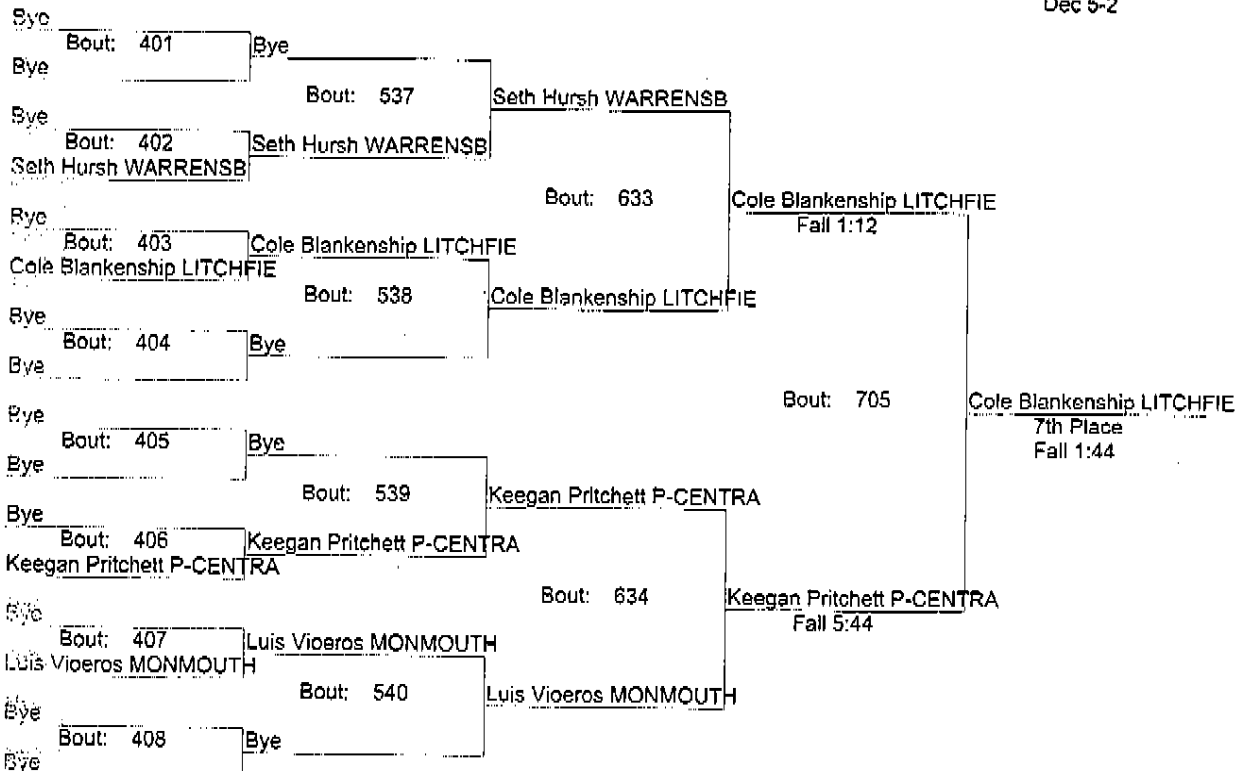 Dec 5-2
Bye
Bout: 401
Bye
Bye
Bout: 537
Seth Hursh WARRENSB
Bye
Bout: 402
Seth Hursh WARRENSB
Seth Hursh WARRENSB
Bout: 633
Cole Blankenship LITCHFIE
Fall 1:12
Bye
Bout: 403
Cole Blankenship LITCHFIE
Cole Blankenship LITCHFIE
Bout: 538
Cole Blankenship LITCHFIE
Bye
Bout: 404
Bye
Bye
Bout: 705
Cole Blankenship LITCHFIE
7th Place
Fall 1:44
Bye
Bout: 405
Bye
Bye
Bout: 539
Keegan Pritchett P-CENTRA
Bye
Bout: 406
Keegan Pritchett P-CENTRA
Keegan Pritchett P-CENTRA
Bout: 634
Keegan Pritchett P-CENTRA
Fall 5:44
Bye
Bout: 407
Luis Vioeros MONMOUTH
Luis Vioeros MONMOUTH
Bout: 540
Luis Vioeros MONMOUTH
Bye
Bout: 408
Bye
Bye